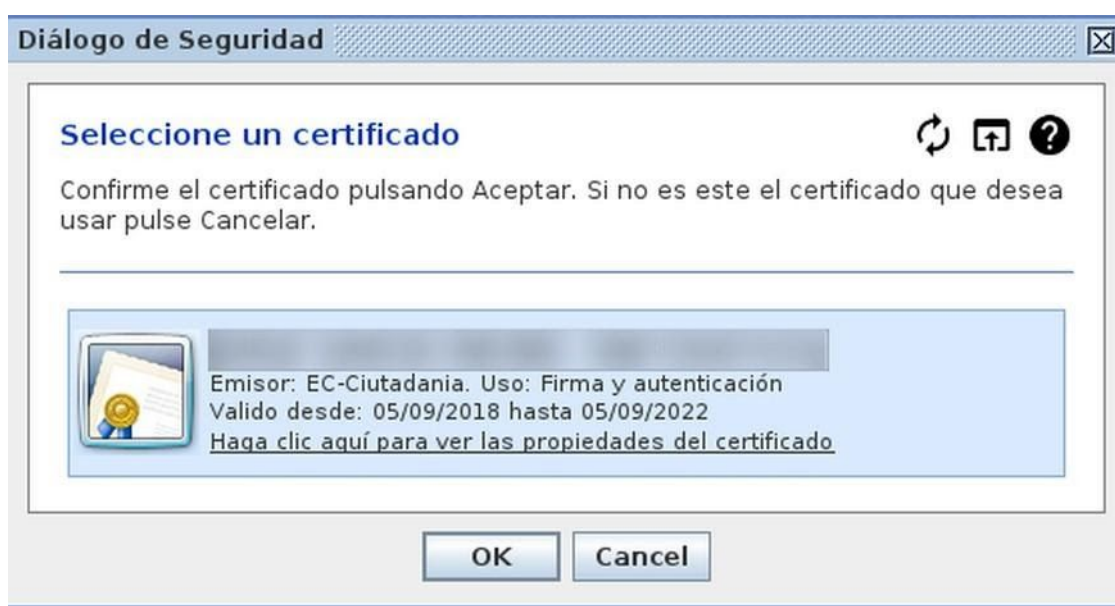 Diálogo de Seguridad
Seleccione un certificado
Confirme el certificado pulsando Aceptar. Si no es este el certificado que desea
usar pulse Cancelar.
Emisor: EC-Ciutadania. Uso: Firma y autenticación
Valido desde: 05/09/2018 hasta 05/09/2022
Haga clic aquí para ver las propiedades del certificado
OK
Cancel